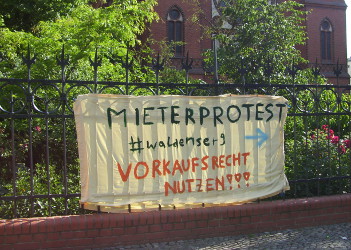 MIETERPROTEST
#waldenser9
VORKAUFSRECHT
NUTZEN???